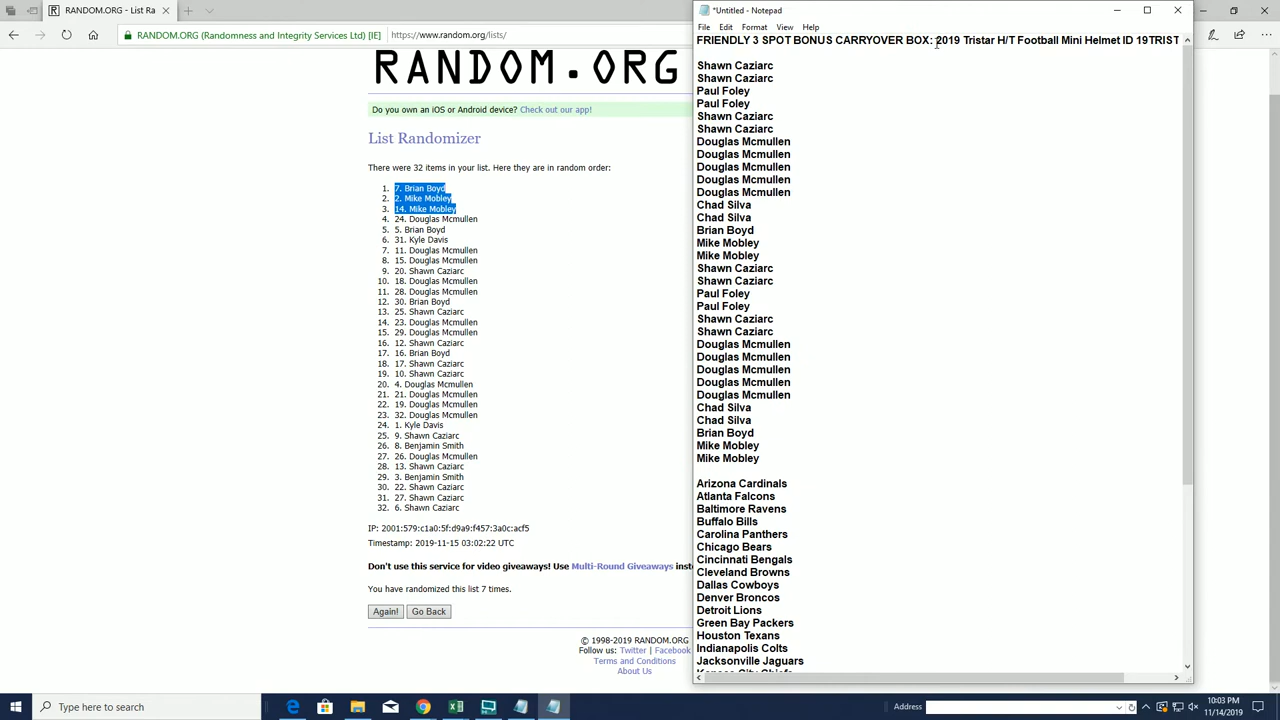 RANDOM.ORG - List Ra
RANDOM.ORG (Randomness and Integrity Services Ltd) [IE]
https://www.random.org/lists/
RANDOM.ORG
Do you own an iOS or Android device? Check out our app!
List Randomizer
There were 32 items in your list. Here they are in random order:
1. 7. Brian Boyd
2. 2. Mike Mobley
3. 14. Mike Mobley
4. 24. Douglas Mcmullen
5. 5. Brian Boyd
6. 31. Kyle Davis
7. 11. Douglas Mcmullen
8. 15. Douglas Mcmullen
9. 20. Shawn Caziarc
10. 18. Douglas Mcmullen
11. 28. Douglas Mcmullen
12. 30. Brian Boyd
13. 25. Shawn Caziarc
14. 23. Douglas Mcmullen
15. 29. Douglas Mcmullen
16. 12. Shawn Caziarc
17. 16. Brian Boyd
18. 17. Shawn Caziarc
19. 10. Shawn Caziarc
20. 4. Douglas Mcmullen
21. 21. Douglas Mcmullen
22. 19. Douglas Mcmullen
23. 32. Douglas Mcmullen
24. 1. Kyle Davis
25. 9. Shawn Caziarc
26. 8. Benjamin Smith
27. 26. Douglas Mcmullen
28. 13. Shawn Caziarc
29. 3. Benjamin Smith
30. 22. Shawn Caziarc
31. 27. Shawn Caziarc
32. 6. Shawn Caziarc
IP: 2001:579:c1a0:5f:d9a9:f457:3a0c:acf5
Timestamp: 2019-11-15 03:02:22 UTC
Don't use this service for video giveaways! Use Multi-Round Giveaways inste
You have randomized this list 7 times.
Again! Go Back
© 1998-2019 RANDOM.ORG
Follow us: Twitter | Facebook
Terms and Conditions
About Us
*Untitled - Notepad
File Edit Format View Help
FRIENDLY 3 SPOT BONUS CARRYOVER BOX: 2019 Tristar H/T Football Mini Helmet ID 19TRIST
Shawn Caziarc
Shawn Caziarc
Paul Foley
Paul Foley
Shawn Caziarc
Shawn Caziarc
Douglas Mcmullen
Douglas Mcmullen
Douglas Mcmullen
Douglas Mcmullen
Douglas Mcmullen
Chad Silva
Chad Silva
Brian Boyd
Mike Mobley
Mike Mobley
Shawn Caziarc
Shawn Caziarc
Paul Foley
Paul Foley
Shawn Caziarc
Shawn Caziarc
Douglas Mcmullen
Douglas Mcmullen
Douglas Mcmullen
Douglas Mcmullen
Douglas Mcmullen
Chad Silva
Chad Silva
Brian Boyd
Mike Mobley
Mike Mobley
Arizona Cardinals
Atlanta Falcons
Baltimore Ravens
Buffalo Bills
Carolina Panthers
Chicago Bears
Cincinnati Bengals
Cleveland Browns
Dallas Cowboys
Denver Broncos
Detroit Lions
Green Bay Packers
Houston Texans
Indianapolis Colts
Jacksonville Jaguars
Kansas City Chiefs
Type here to search
Address
10:03 PM
11/14/2019